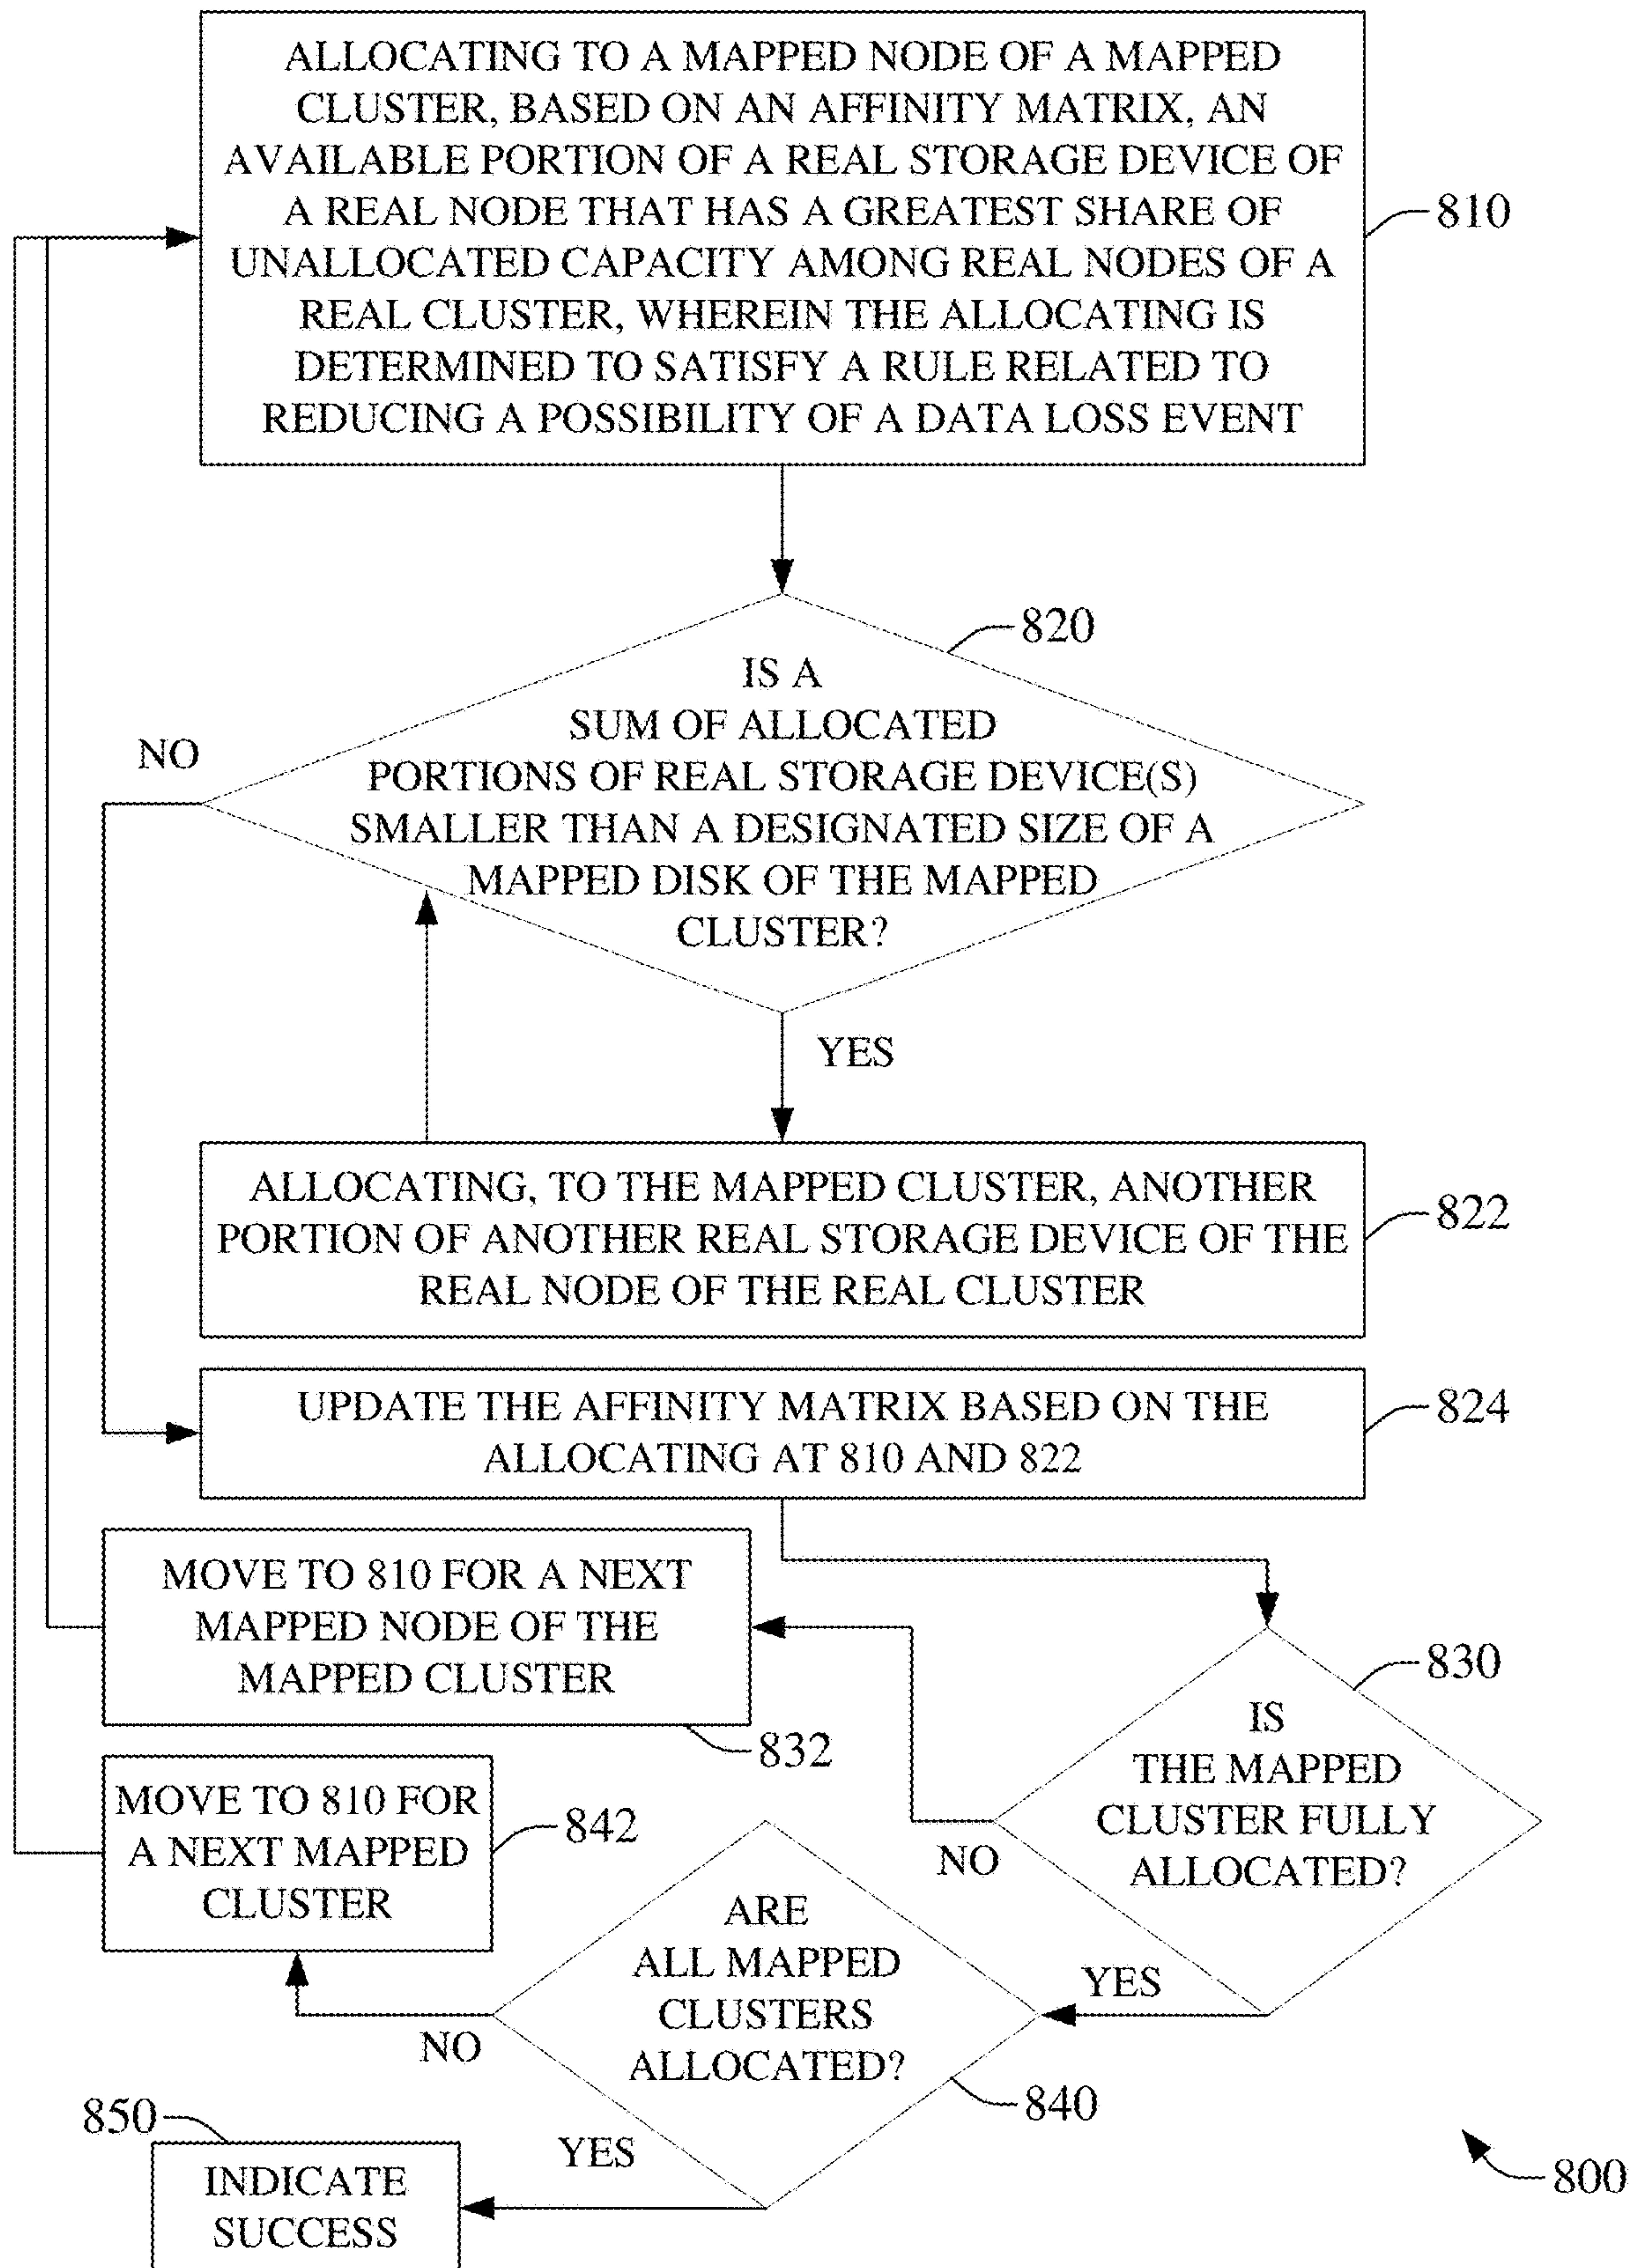 ALLOCATING TO A MAPPED NODE OF A MAPPED
CLUSTER, BASED ON AN AFFINITY MATRIX, AN
AVAILABLE PORTION OF A REAL STORAGE DEVICE OF
A REAL NODE THAT HAS A GREATEST SHARE OF
UNALLOCATED CAPACITY AMONG REAL NODES OF A
REAL CLUSTER, WHEREIN THE ALLOCATING IS
DETERMINED TO SATISFY A RULE RELATED TO
REDUCING A POSSIBILITY OF A DATA LOSS EVENT
810
820
IS A
SUM OF ALLOCATED
PORTIONS OF REAL STORAGE DEVICE(S)
SMALLER THAN A DESIGNATED SIZE OF A
MAPPED DISK OF THE MAPPED
CLUSTER?
NO
YES
ALLOCATING, TO THE MAPPED CLUSTER, ANOTHER
PORTION OF ANOTHER REAL STORAGE DEVICE OF THE
REAL NODE OF THE REAL CLUSTER
822
UPDATE THE AFFINITY MATRIX BASED ON THE
ALLOCATING AT 810 AND 822
824
MOVE TO 810 FOR A NEXT
MAPPED NODE OF THE
MAPPED CLUSTER
832
830
IS
THE MAPPED
CLUSTER FULLY
ALLOCATED?
NO
YES
MOVE TO 810 FOR
A NEXT MAPPED
CLUSTER
842
ARE
ALL MAPPED
CLUSTERS
ALLOCATED?
840
NO
YES
850
INDICATE
SUCCESS
800